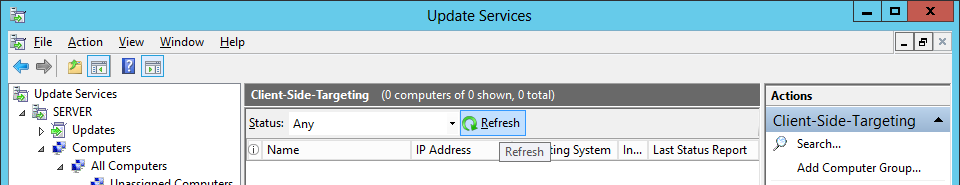 Update Services
File Action View Window Help
Update Services
SERVER
Updates
Computers
All Computers
Unassigned Computers
Client-Side-Targeting (0 computers of 0 shown, 0 total)
Status: Any Refresh
Name IP Address ting System In... Last Status Report
Refresh
Actions
Client-Side-Targeting
Search...
Add Computer Group...